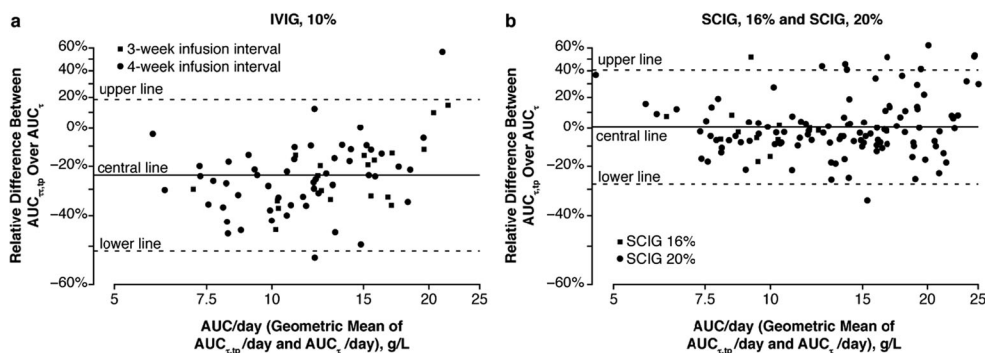 a
IVIG, 10%
60%
40%
20%
0%
−20%
−40%
−60%
Relative Difference Between
AUCττ,tp Over AUCτ
■ 3-week infusion interval
● 4-week infusion interval
upper line
central line
lower line
5 7.5 10 15 20 25
AUC/day (Geometric Mean of
AUCτ,tp /day and AUCτ /day), g/L
b
SCIG, 16% and SCIG, 20%
60%
40%
20%
0%
−20%
−40%
−60%
Relative Difference Between
AUCτ,tp Over AUCτ
upper line
central line
lower line
■ SCIG 16%
● SCIG 20%
5 7.5 10 15 20 25
AUC/day (Geometric Mean of
AUCτ,tp /day and AUCτ /day), g/L